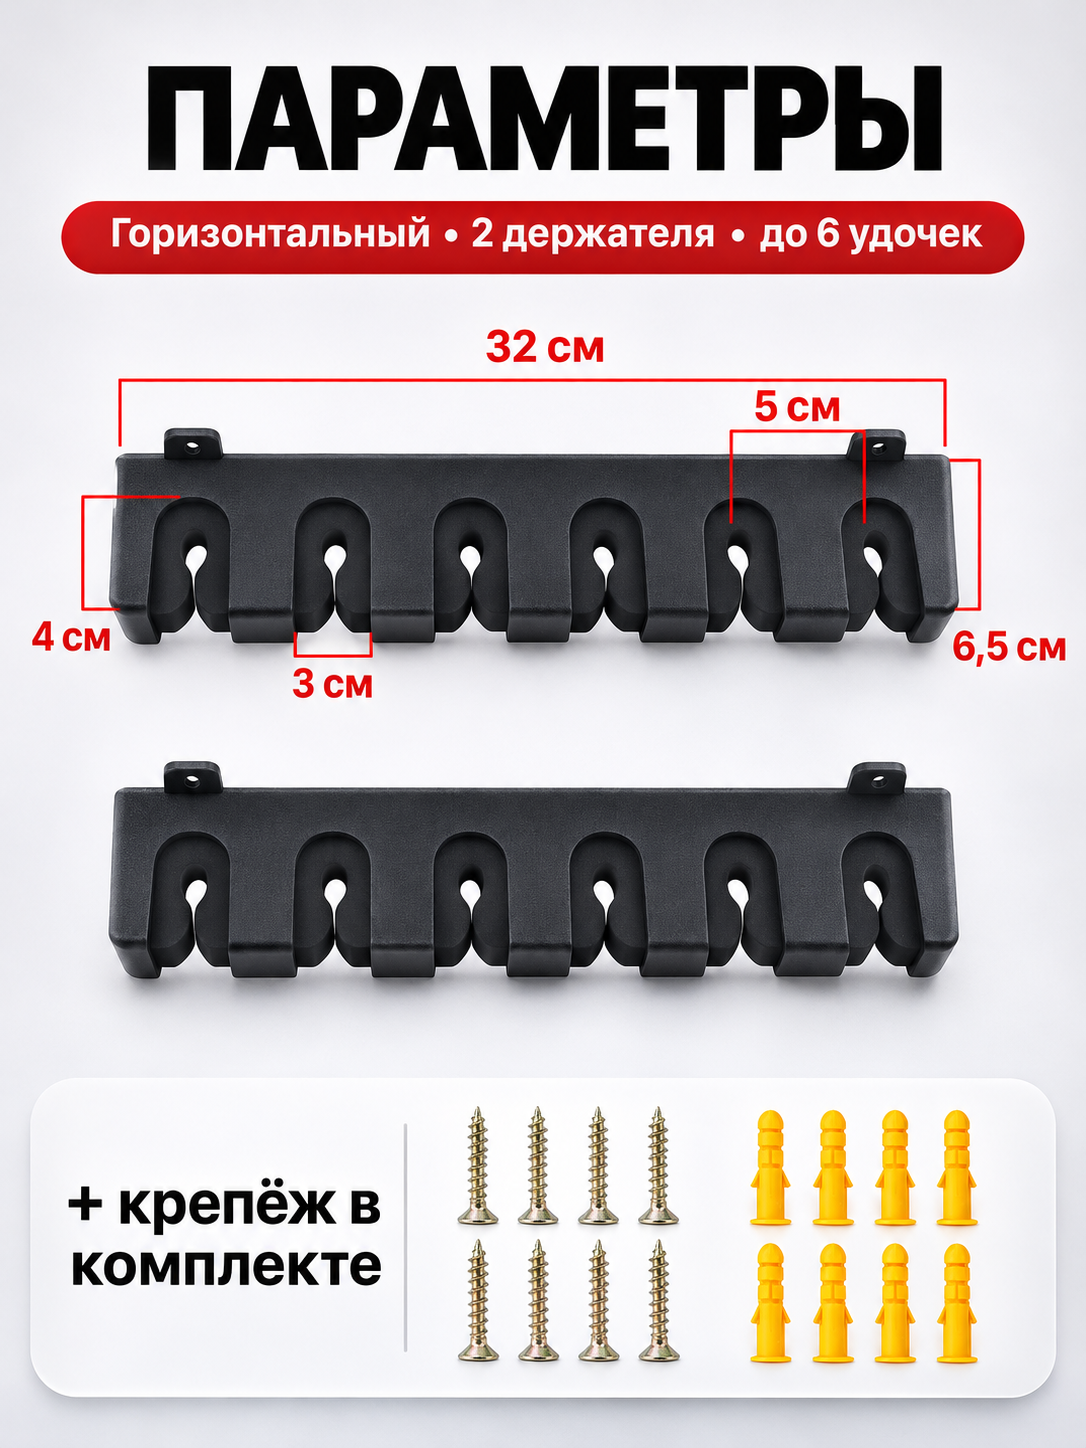 ПАРАМЕТРЫ
Горизонтальный • 2 держателя • до 6 удочек
32 см
5 см
4 см
6,5 см
3 см
+ крепёж в
комплекте